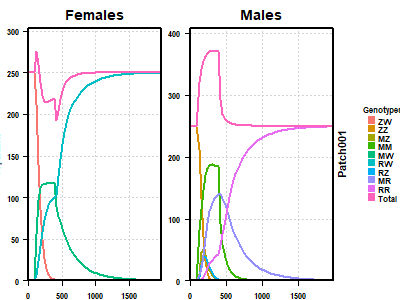 Females
Males
300
250
200
150
100
50
0
0
500
1000
1500
400
300
200
100
0
0
500
1000
1500
Patch001
Genotypes
ZW
ZZ
MZ
MM
MW
RW
RZ
MR
RR
Total